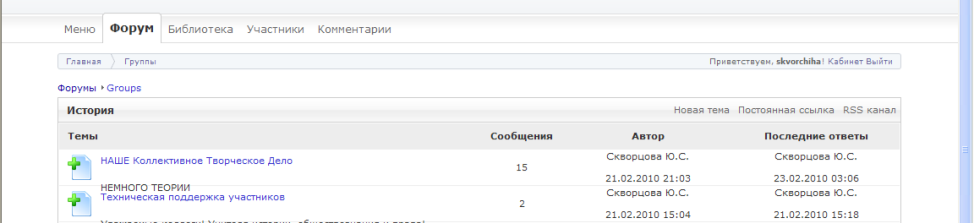 Меню Форум Библиотека Участники Комментарии
Главная Группы Приветствуем, skvorchiha! Кабинет Выйти
Форумы Groups
История Новая тема Постоянная ссылка RSS канал
Темы Сообщения Автор Последние ответы
НАШЕ Коллективное Творческое Дело 15 Скворцова Ю.С. Скворцова Ю.С.
21.02.2010 21:03 23.02.2010 03:06
НЕМНОГО ТЕОРИИ
Техническая поддержка участников 2 Скворцова Ю.С. Скворцова Ю.С.
21.02.2010 15:04 21.02.2010 15:18